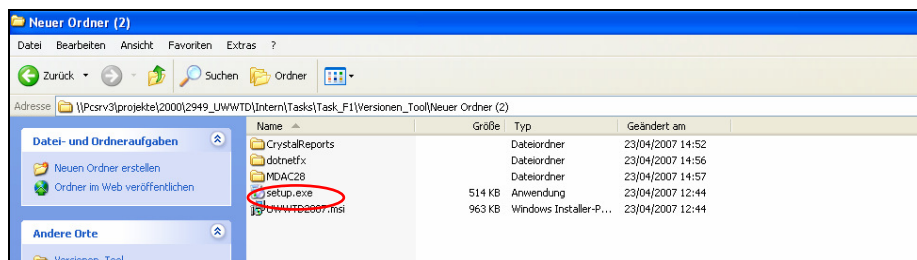 Neuer Ordner (2)
Datei Bearbeiten Ansicht Favoriten Extras ?
Zurück Suchen Ordner
Adresse \\Pcsrv3\projekte\2000\2949_UWWTD\Intern\Tasks\Task_F1\Versionen_Tool\Neuer Ordner (2)
Name Größe Typ Geändert am
Datei- und Ordneraufgaben
Neuen Ordner erstellen
Ordner im Web veröffentlichen
Andere Orte
Versionen_Tool
CrystalReports Dateiordner 23/04/2007 14:52
dotnetfx Dateiordner 23/04/2007 14:56
MDAC28 Dateiordner 23/04/2007 14:57
setup.exe 514 KB Anwendung 23/04/2007 12:44
UWWTD2007.msi 963 KB Windows Installer-P... 23/04/2007 12:44